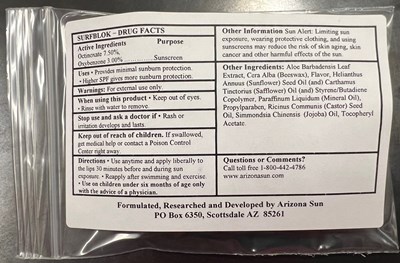 SURFBLOK – DRUG FACTS
Active Ingredients Purpose
Octinoxate 7.50%,
Oxybenzone 3.00% Sunscreen
Uses • Provides minimal sunburn protection.
• Higher SPF gives more sunburn protection.
Warnings: For external use only.
When using this product • Keep out of eyes.
• Rinse with water to remove.
Stop use and ask a doctor if • Rash or
irritation develops and lasts
Keep out of reach of children. If swallowed,
get medical help or contact a Poison Control
Center right away.
Directions • Use anytime and apply liberally to
the lips 30 minutes before and during sun
exposure • Reapply after swimming and exercise.
• Use on children under six months of age only
with the advice of a physician.
Other Information Sun Alert: Limiting sun
exposure, wearing protective clothing, and using
sunscreens may reduce the risk of skin aging, skin
cancer and other harmful effects of the sun.
Other Ingredients: Aloe Barbadensis Leaf
Extract, Cera Alba (Beeswax), Flavor, Helianthus
Annuus (Sunflower) Seed Oil (and) Carthamus
Tinctorius (Safflower) Oil (and) Styrene/Butadiene
Copolymer, Paraffinum Liquidum (Mineral Oil),
Propylparaben, Ricinus Communis (Castor) Seed
Oil, Simmondsia Chinensis (Jojoba) Oil, Tocopheryl
Acetate.
Questions or Comments?
Call toll free 1-800-442-4786
www.arizonasun.com
Formulated, Researched and Developed by Arizona Sun
PO Box 6350, Scottsdale AZ 85261